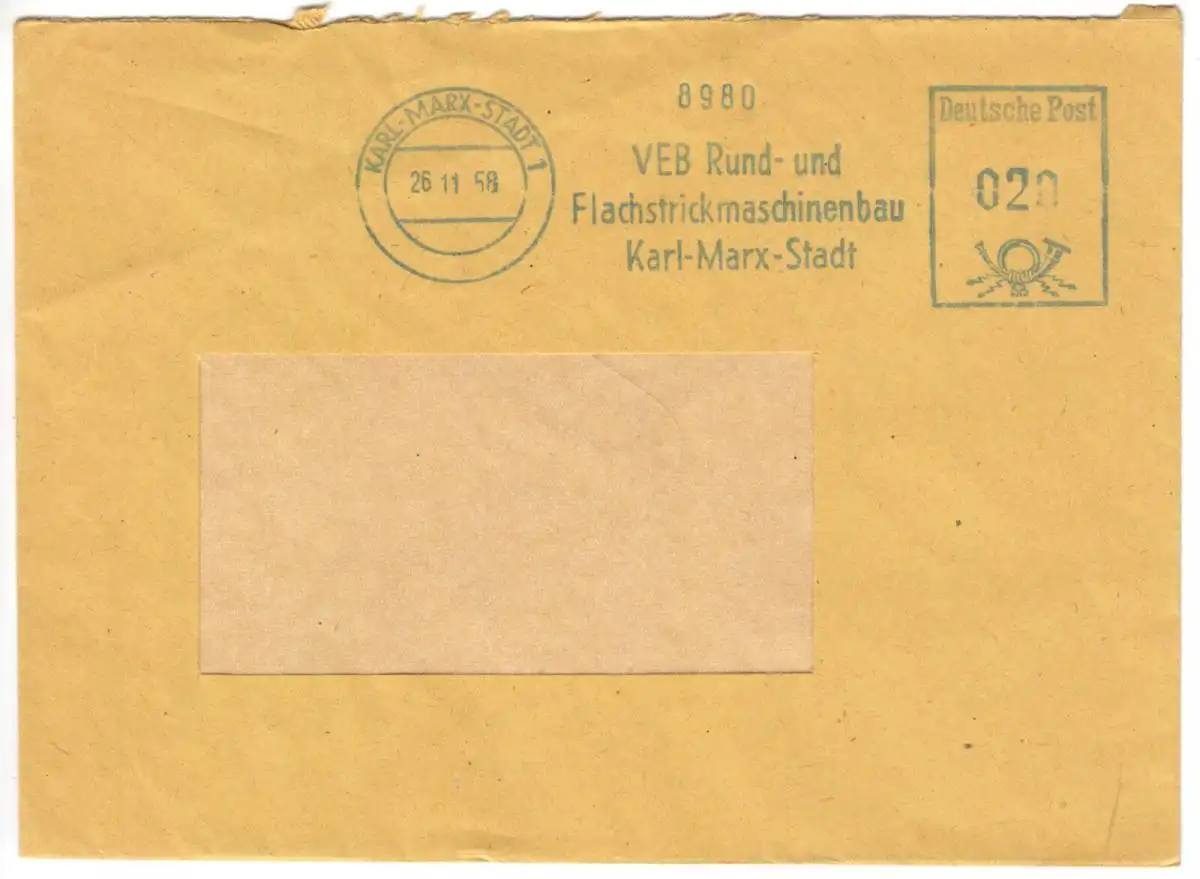 KARL-MARX-STADT 1
26 11 58
8980
VEB Rund- und
Flachstrickmaschinenbau
Karl-Marx-Stadt
Deutsche Post
020